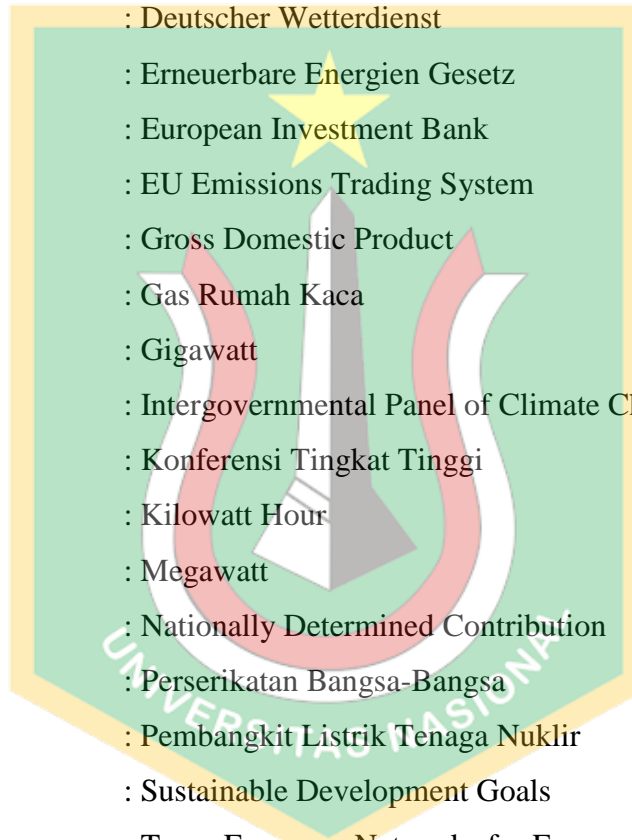 : Deutscher Wetterdienst
: Erneuerbare Energien Gesetz
: European Investment Bank
: EU Emissions Trading System
: Gross Domestic Product
: Gas Rumah Kaca
: Gigawatt
: Intergovernmental Panel of Climate
: Konferensi Tingkat Tinggi
: Kilowatt Hour
: Megawatt
: Nationally Determined Contribution
: Perserikatan Bangsa-Bangsa
: Pembangkit Listrik Tenaga Nuklir
: Sustainable Development Goals
UNIVERSITAS NASIONAL